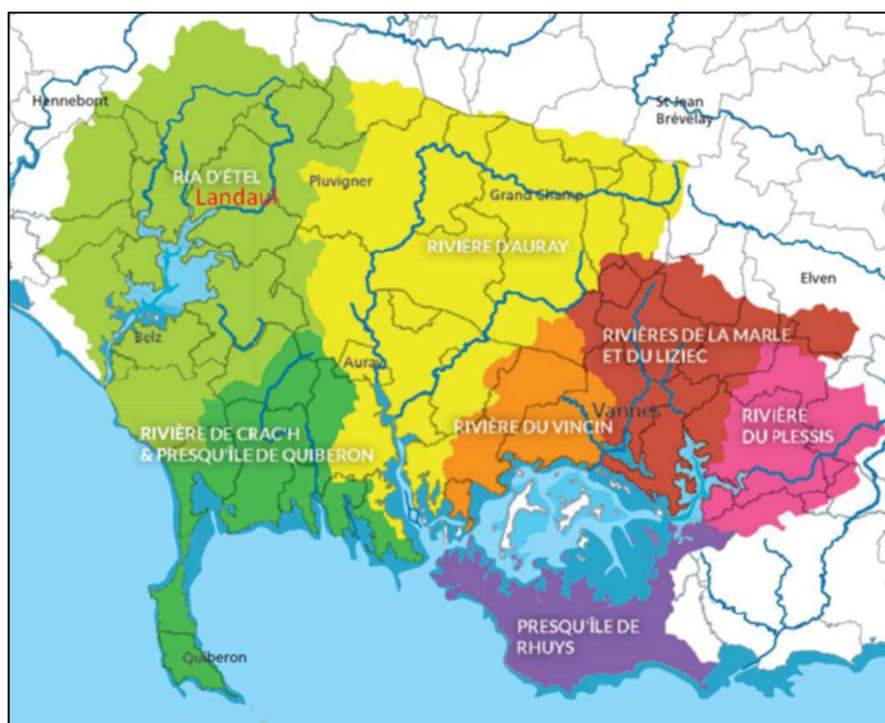 Hennebont
St Jean
Brévelay
RIA D'ÉTEL
Landaul
Pluvigner
Grand Champ
RIVIÈRE D'AURAY
Elven
Belz
Auray
RIVIÈRES DE LA MARLE
ET DU LIZIEC
Vannes
RIVIÈRE DE CRAC'H
& PRESQU'ÎLE DE QUIBERON
RIVIÈRE DU VINCIN
RIVIÈRE
DU PLESSIS
PRESQU'ÎLE DE
RHUYS
Quiberon